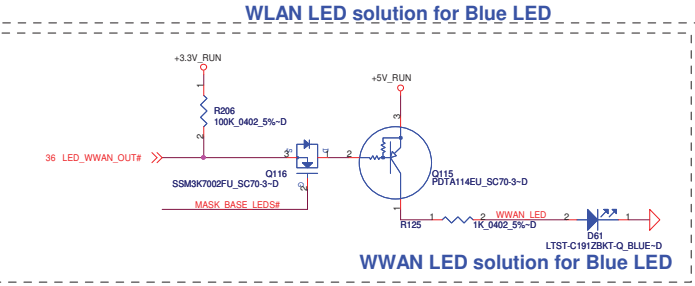 WLAN LED solution for Blue LED
+3.3V_RUN
+5V_RUN
1
R206
100K_0402_5%~D
2
3
36 LED_WWAN_OUT#
3
1
2
Q116
SSM3K7002FU_SC70-3~D
2
Q115
PDTA114EU_SC70-3~D
MASK_BASE_LEDS#
1
R125
1
2
WWAN_LED
1K_0402_5%~D
2
1
D61
LTST-C191ZBKT-Q_BLUE~D
WWAN LED solution for Blue LED